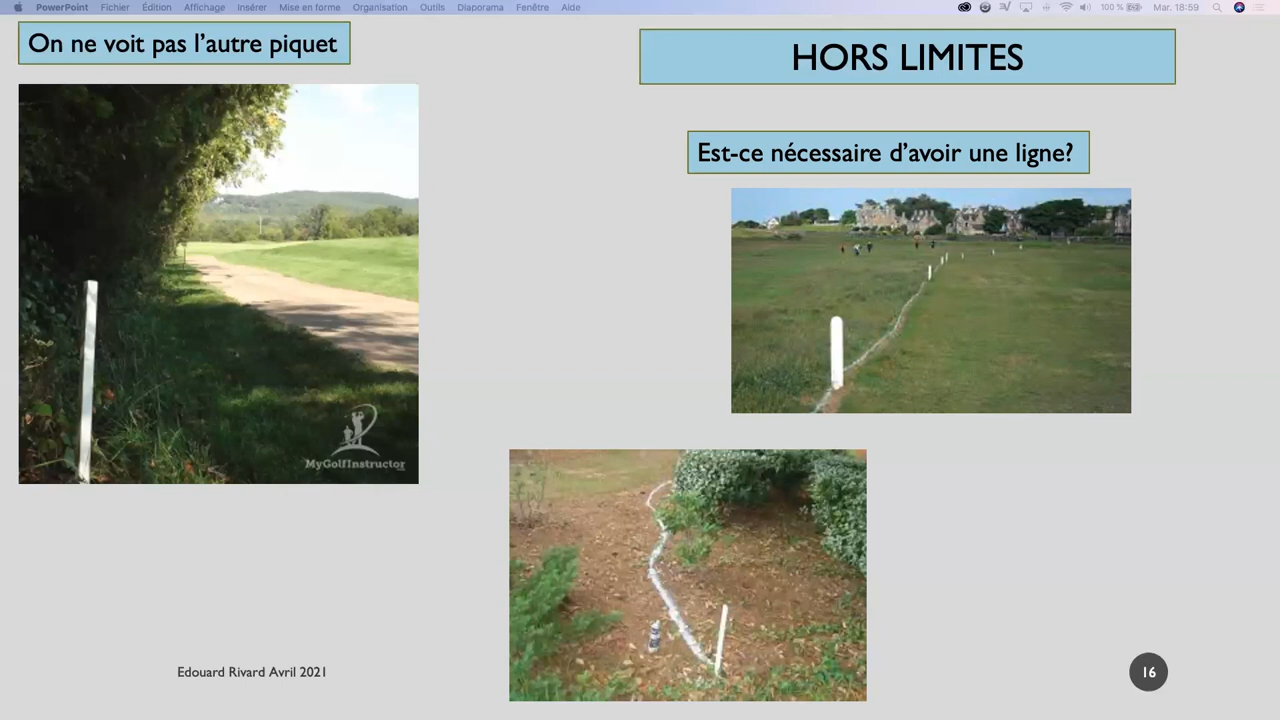 PowerPoint Fichier Édition Affichage Insérer Mise en forme Organisation Outils Diaporama Fenêtre Aide 100 % Mar. 18:59
On ne voit pas l'autre piquet
HORS LIMITES
Est-ce nécessaire d'avoir une ligne?
MyGolfInstructor
Edouard Rivard Avril 2021
16